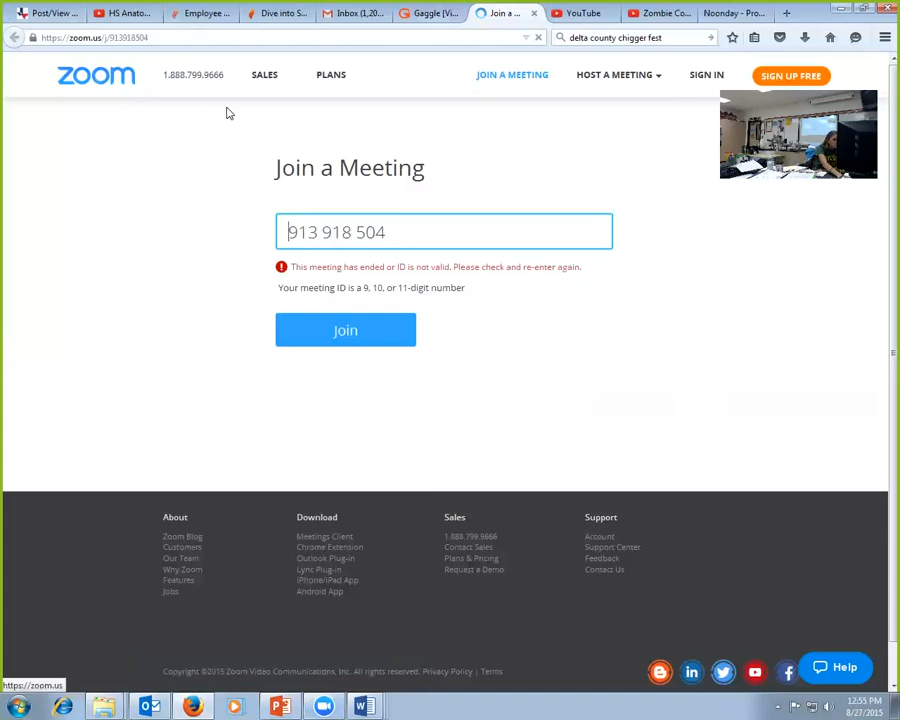 Post/View ...
HS Anato...
Employee ...
Dive into S...
Inbox (1,20...
Gaggle [Vi...
Join a ...
YouTube
Zombie Co...
Noonday - Pro...
https://zoom.us/j/913918504
delta county chigger fest
zoom
1.888.799.9666
SALES
PLANS
JOIN A MEETING
HOST A MEETING
SIGN IN
SIGN UP FREE
Join a Meeting
913 918 504
This meeting has ended or ID is not valid. Please check and re-enter again.
Your meeting ID is a 9, 10, or 11-digit number
Join
About
Zoom Blog
Customers
Our Team
Why Zoom
Features
Jobs
Download
Meetings Client
Chrome Extension
Outlook Plug-in
Lync Plug-in
iPhone/iPad App
Android App
Sales
1.888.799.9666
Contact Sales
Plans & Pricing
Request a Demo
Support
Account
Support Center
Feedback
Contact Us
Copyright ©2015 Zoom Video Communications, Inc. All rights reserved. Privacy Policy | Terms
Help
https://zoom.us
12:55 PM
8/27/2015